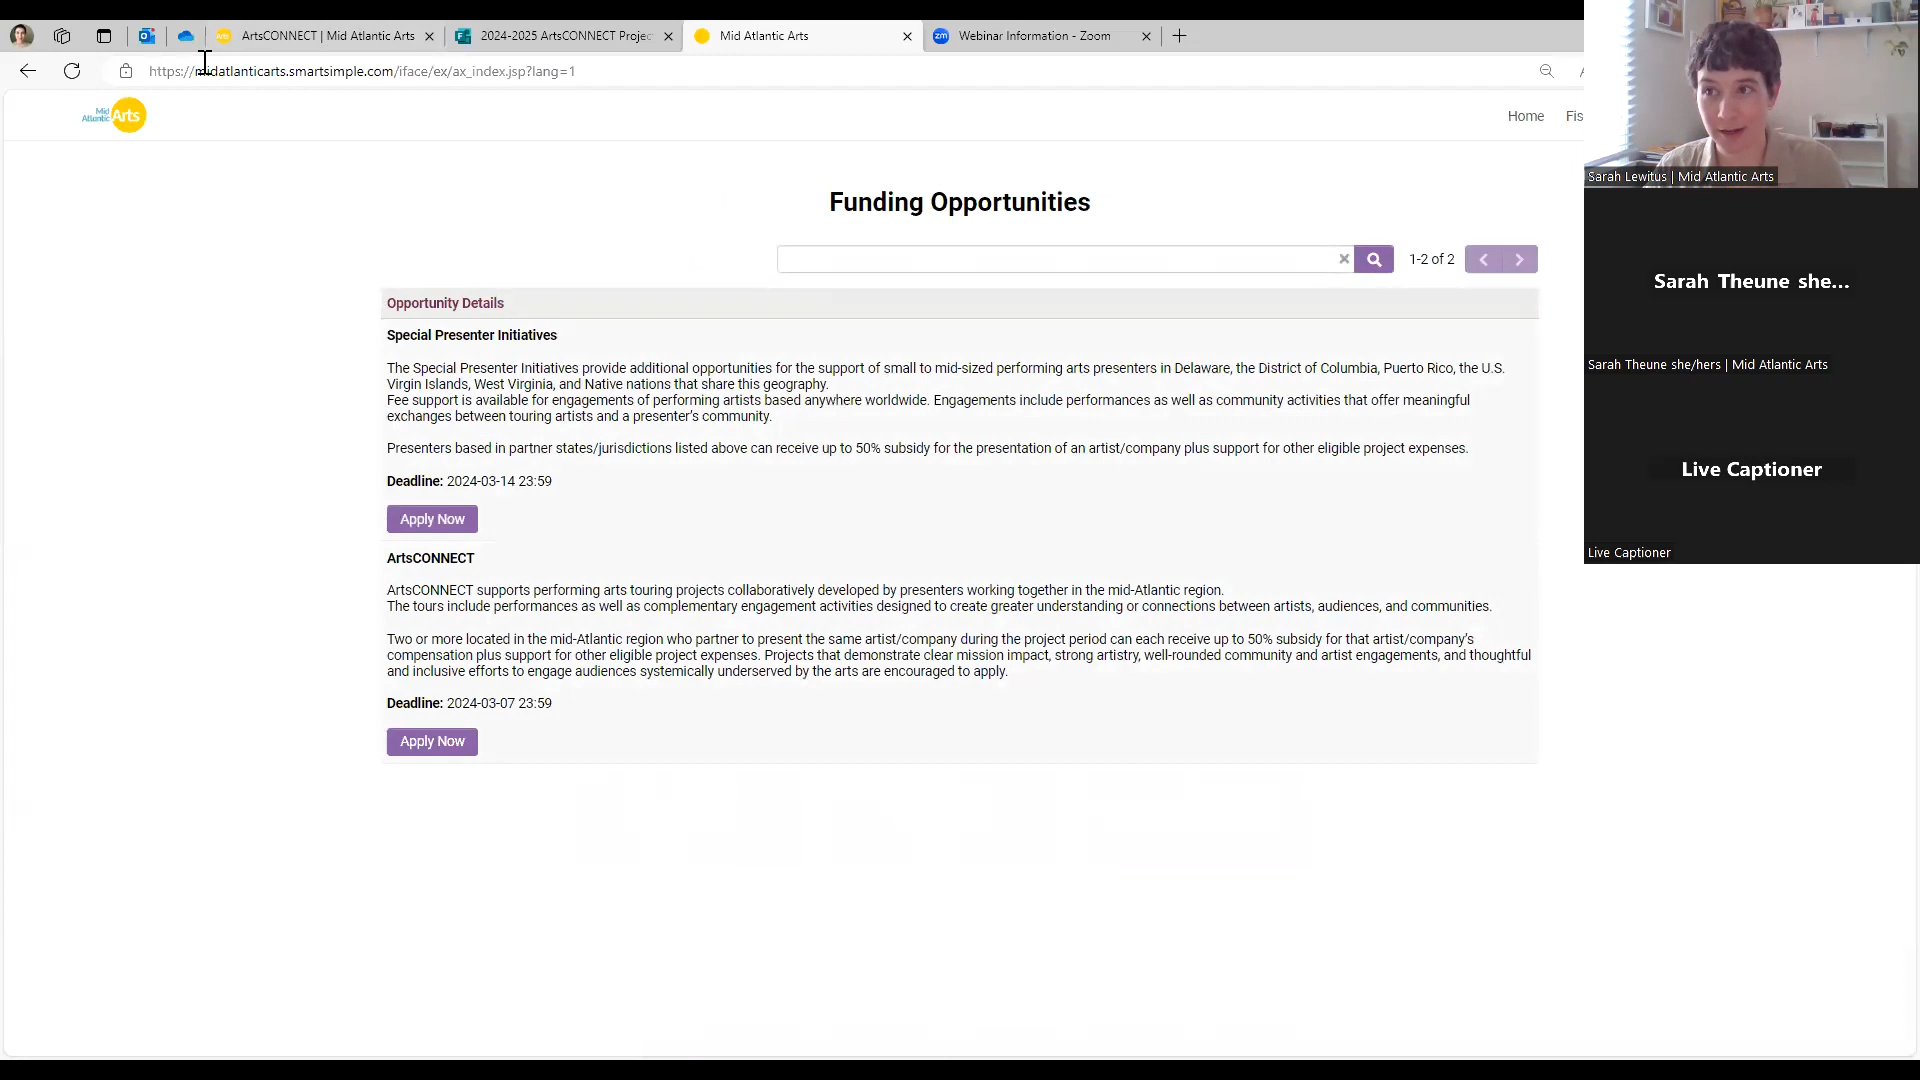 ArtsCONNECT | Mid Atlantic Arts
2024-2025 ArtsCONNECT Projec
Mid Atlantic Arts
Webinar Information - Zoom
https://midatlanticarts.smartsimple.com/iface/ex/ax_index.jsp?lang=1
Mid
Atlantic
Arts
Home
Fis
Funding Opportunities
1-2 of 2
Opportunity Details
Special Presenter Initiatives
The Special Presenter Initiatives provide additional opportunities for the support of small to mid-sized performing arts presenters in Delaware, the District of Columbia, Puerto Rico, the U.S.
Virgin Islands, West Virginia, and Native nations that share this geography.
Fee support is available for engagements of performing artists based anywhere worldwide. Engagements include performances as well as community activities that offer meaningful
exchanges between touring artists and a presenter's community.
Presenters based in partner states/jurisdictions listed above can receive up to 50% subsidy for the presentation of an artist/company plus support for other eligible project expenses.
Deadline: 2024-03-14 23:59
Apply Now
ArtsCONNECT
ArtsCONNECT supports performing arts touring projects collaboratively developed by presenters working together in the mid-Atlantic region.
The tours include performances as well as complementary engagement activities designed to create greater understanding or connections between artists, audiences, and communities.
Two or more located in the mid-Atlantic region who partner to present the same artist/company during the project period can each receive up to 50% subsidy for that artist/company's
compensation plus support for other eligible project expenses. Projects that demonstrate clear mission impact, strong artistry, well-rounded community and artist engagements, and thoughtful
and inclusive efforts to engage audiences systemically underserved by the arts are encouraged to apply.
Deadline: 2024-03-07 23:59
Apply Now
Sarah Lewitus | Mid Atlantic Arts
Sarah Theune she...
Sarah Theune she/hers | Mid Atlantic Arts
Live Captioner
Live Captioner